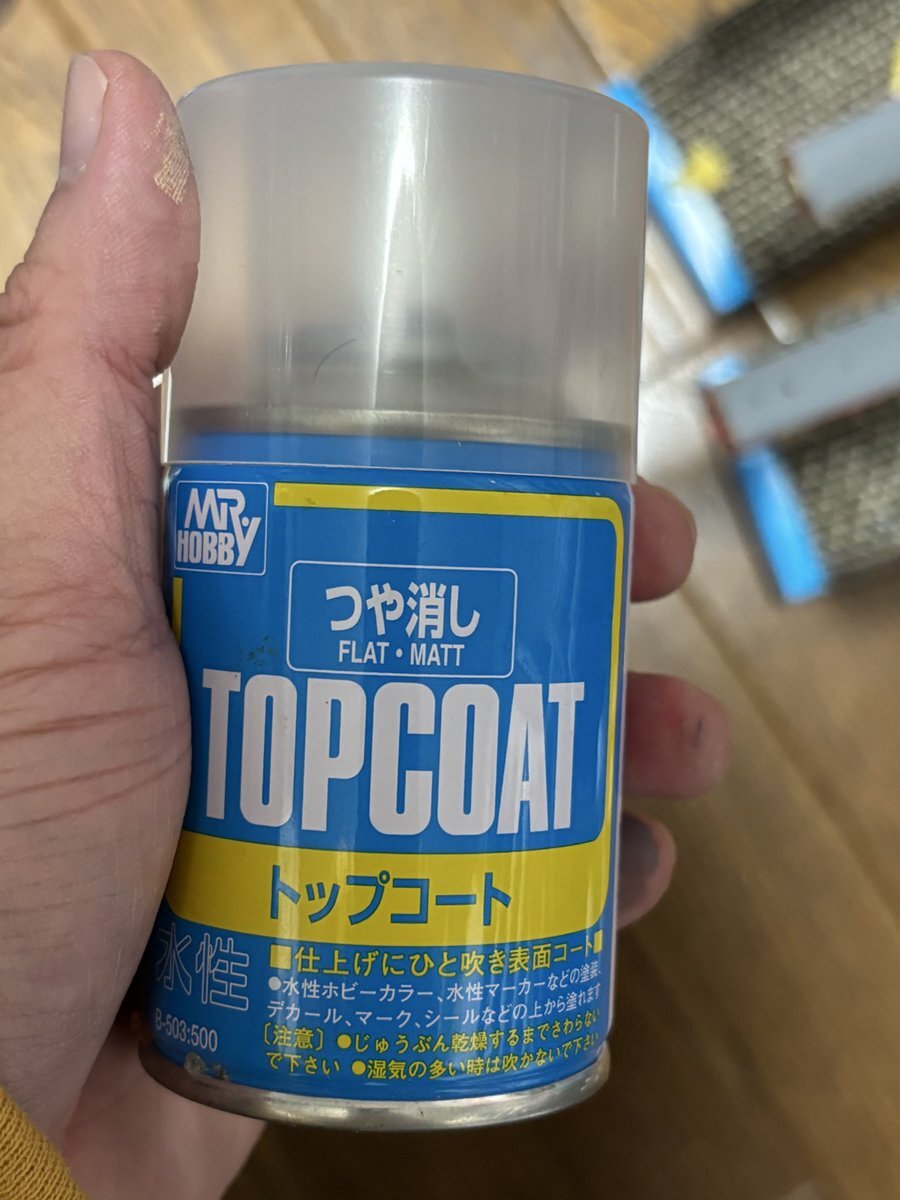 MR. HOBBY
つや消し
FLAT・MATT
TOPCOAT
トップコート
水性
■仕上げにひと吹き表面コート■
●水性ホビーカラー、水性マーカーなどの塗装、
デカール、マーク、シールなどの上から塗れます
B-503:500
〔注意〕●じゅうぶん乾燥するまでさわらない
で下さい ●湿気の多い時は吹かないで下さい